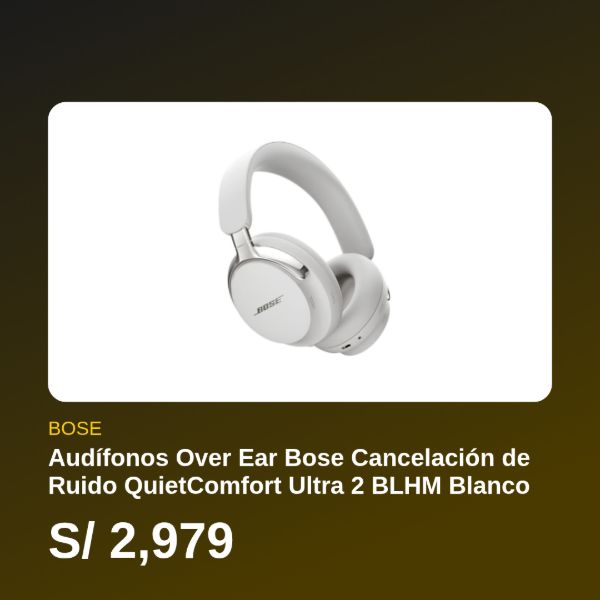 BOSE
BOSE
Audífonos Over Ear Bose Cancelación de
Ruido QuietComfort Ultra 2 BLHM Blanco
S/ 2,979